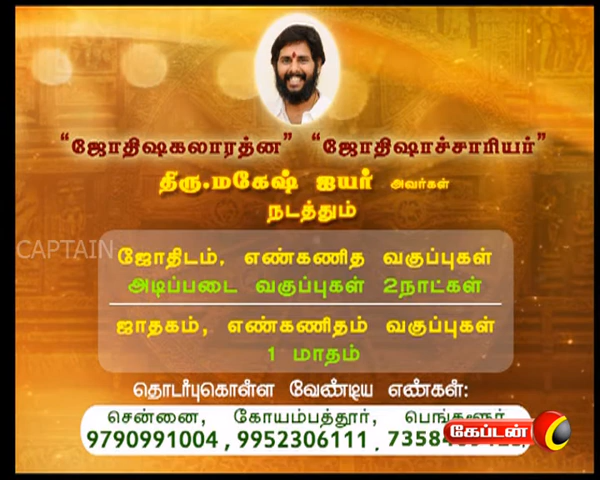 “ஜோதிஷகலாரத்ன” “ஜோதிஷாச்சாரியர்”
திரு.மகேஷ் ஐயர் அவர்கள்
நடத்தும்
CAPTAIN
ஜோதிடம், எண்கணித வகுப்புகள்
அடிப்படை வகுப்புகள் 2நாட்கள்
ஜாதகம், எண்கணிதம் வகுப்புகள்
1 மாதம்
தொடர்புகொள்ள வேண்டிய எண்கள்:
சென்னை, கோயம்பத்தூர், பெங்களூர்
9790991004 , 9952306111 ,
கேப்டன்